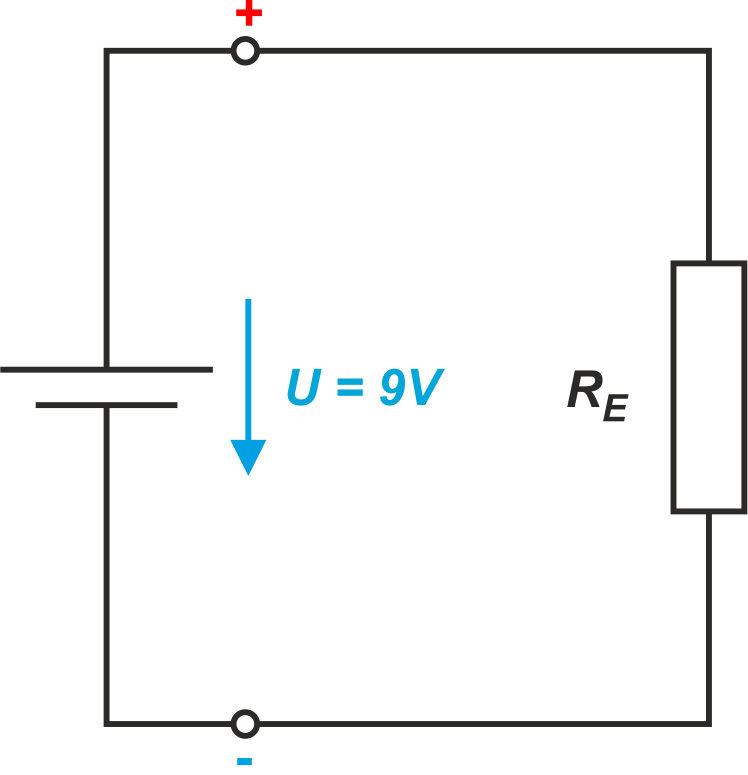 +
U = 9V
R_E
-